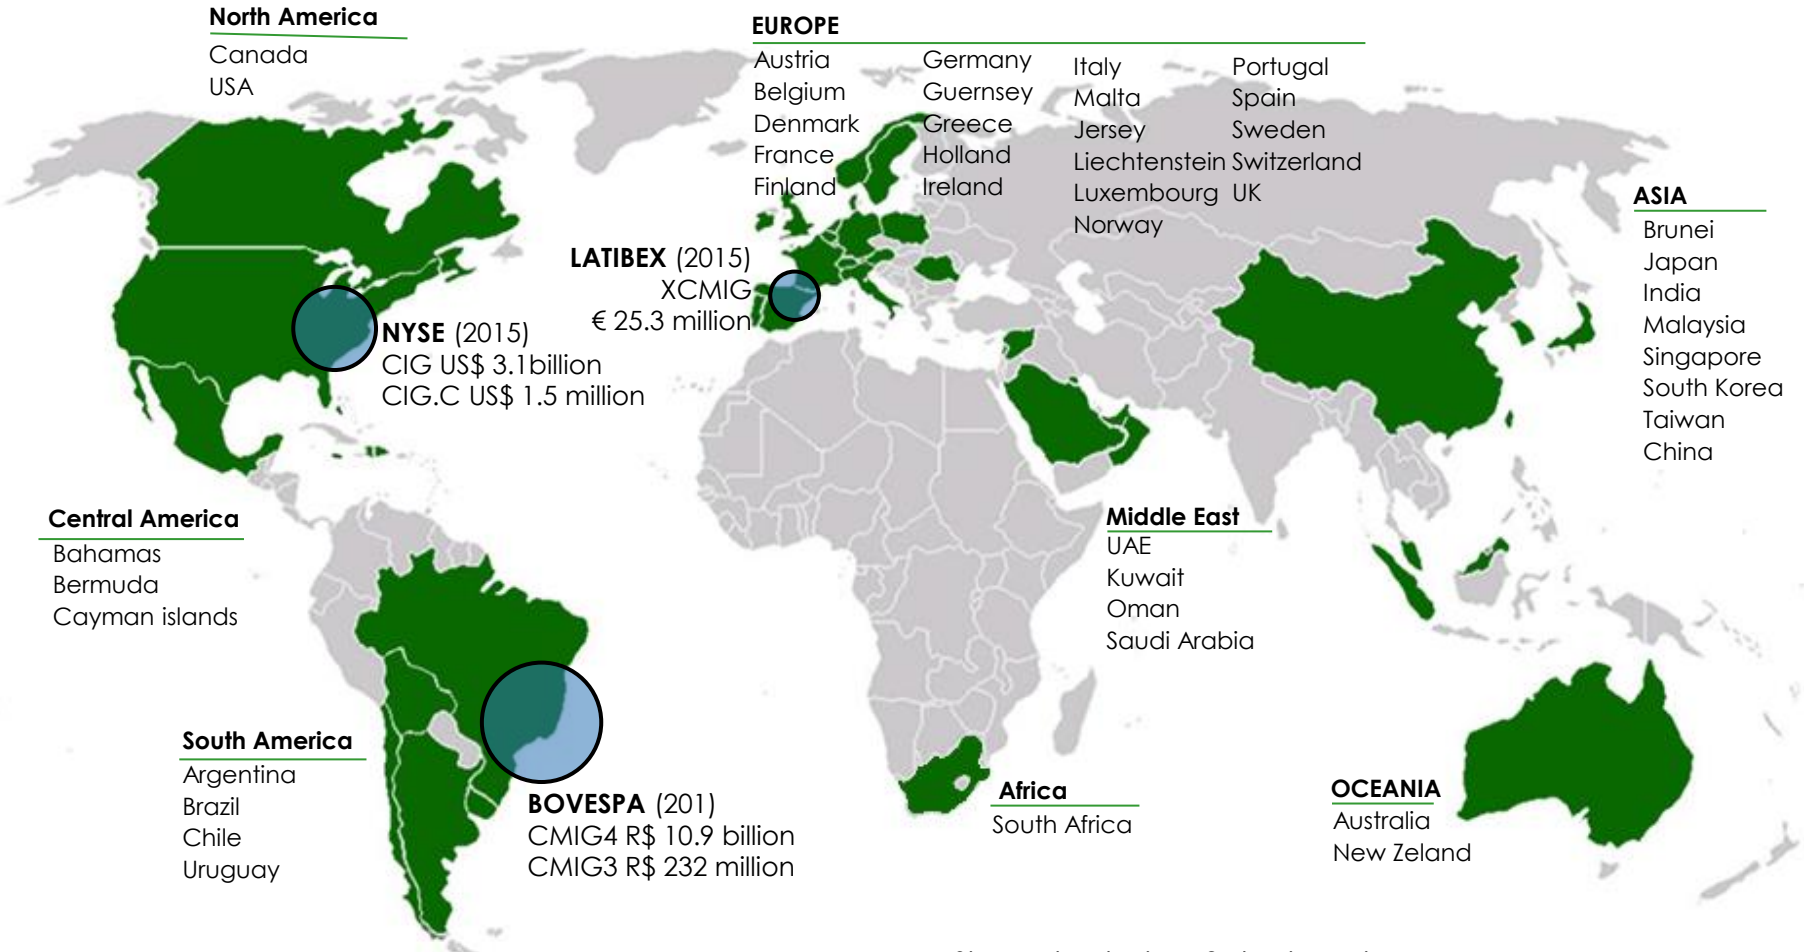 North America
Canada
USA
EUROPE
Austria
Belgium
Denmark
France
Finland
Germany
Guernsey
Greece
Holland
Ireland
Italy
Malta
Jersey
Liechtenstein
Luxembourg
Norway
Portugal
Spain
Sweden
Switzerland
UK
ASIA
Brunei
Japan
India
Malaysia
Singapore
South Korea
Taiwan
China
LATIBEX (2015)
XCMIG
€ 25.3 million
NYSE (2015)
CIG US$ 3.1billion
CIG.C US$ 1.5 million
Central America
Bahamas
Bermuda
Cayman islands
Middle East
UAE
Kuwait
Oman
Saudi Arabia
South America
Argentina
Brazil
Chile
Uruguay
BOVESPA (201)
CMIG4 R$ 10.9 billion
CMIG3 R$ 232 million
Africa
South Africa
OCEANIA
Australia
New Zeland